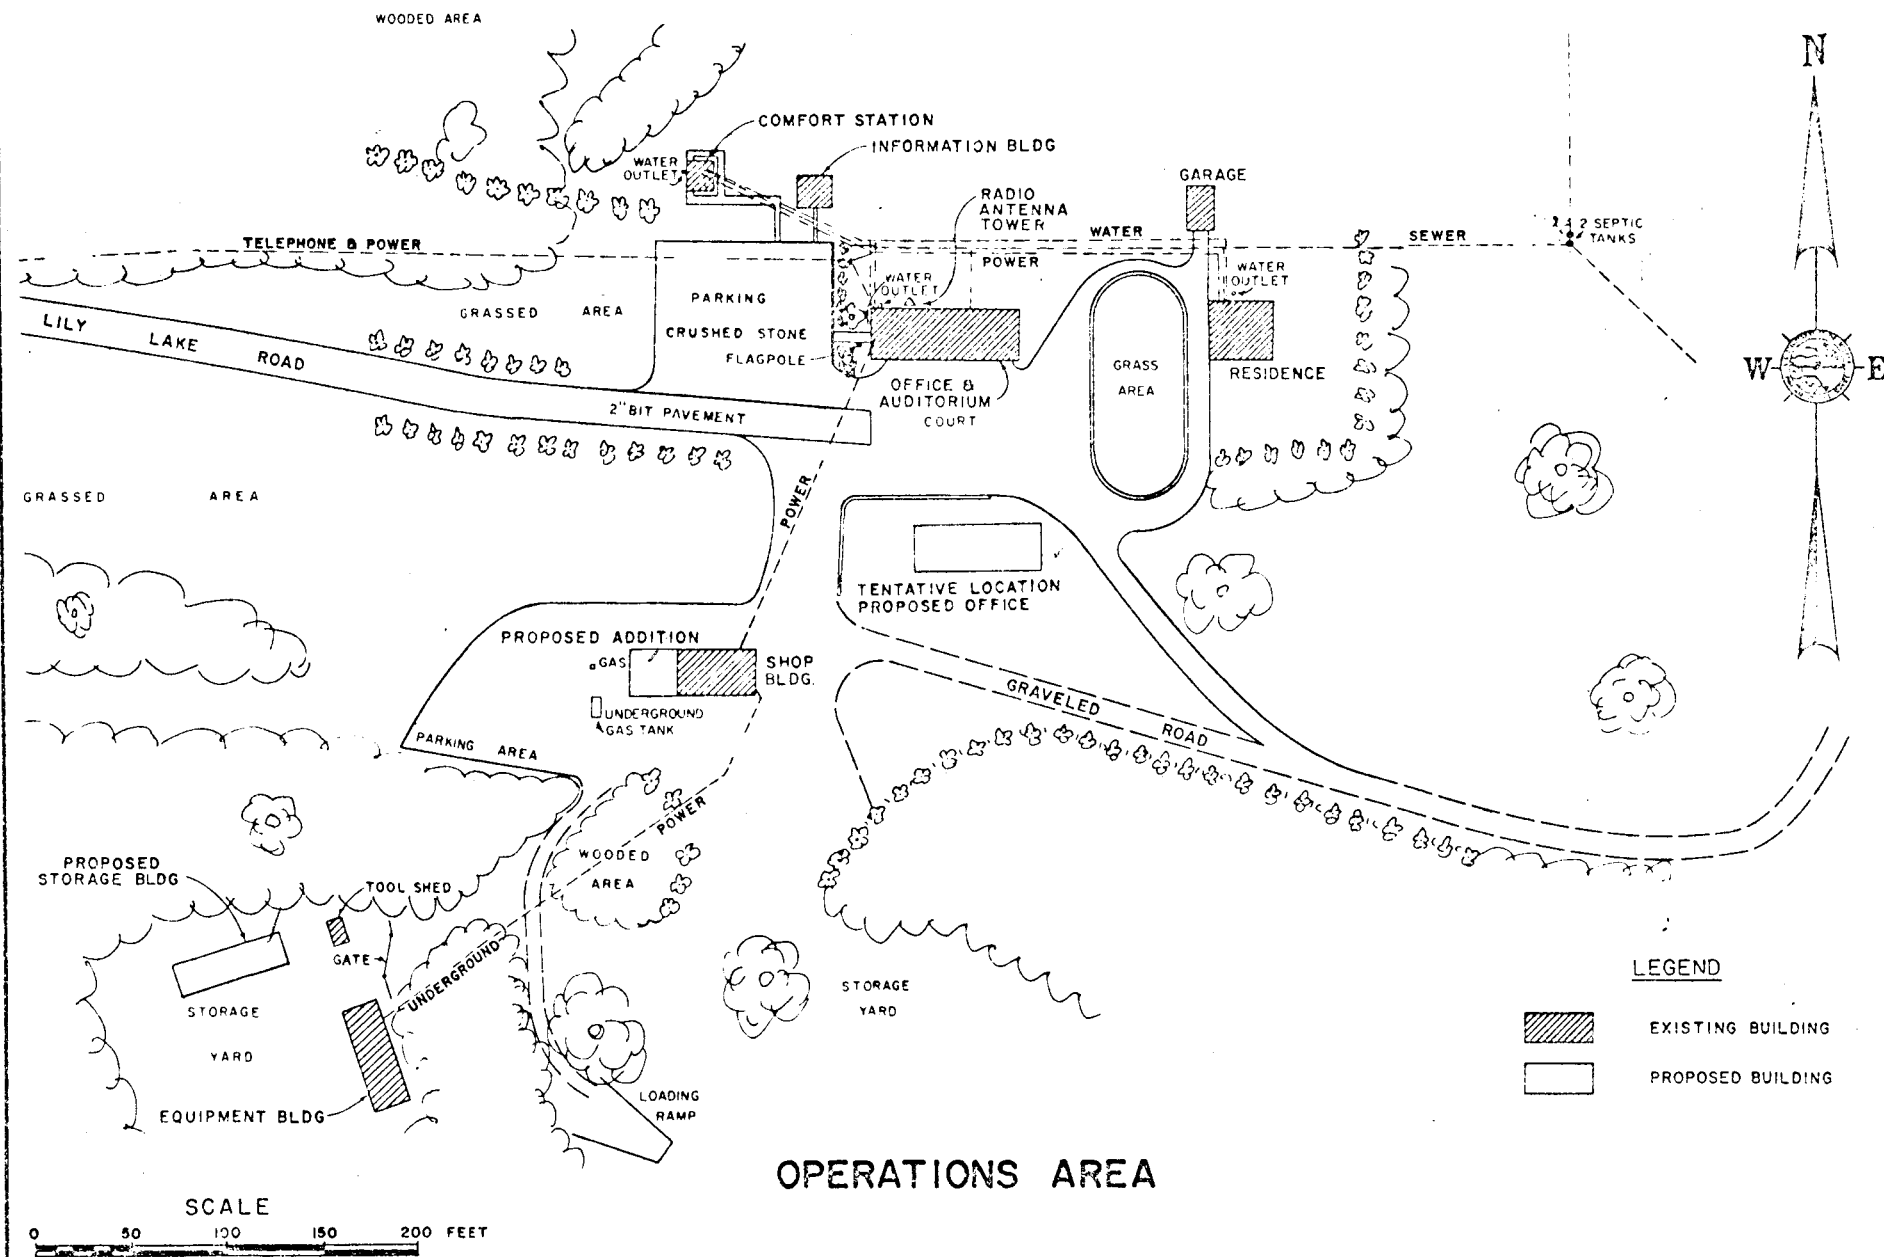 WOODED AREA
N
COMFORT STATION
INFORMATION BLDG
WATER
OUTLET
GARAGE
RADIO
ANTENNA
TOWER
2 SEPTIC
TANKS
TELEPHONE & POWER
WATER
SEWER
POWER
WATER
OUTLET
WATER
OUTLET
PARKING
GRASSED AREA
CRUSHED STONE
FLAGPOLE
LILY LAKE ROAD
GRASS
AREA
RESIDENCE
W
E
OFFICE &
AUDITORIUM
COURT
2" BIT PAVEMENT
GRASSED AREA
POWER
TENTATIVE LOCATION
PROPOSED OFFICE
PROPOSED ADDITION
GAS
SHOP
BLDG.
UNDERGROUND
GAS TANK
GRAVELED ROAD
PARKING AREA
POWER
WOODED
AREA
PROPOSED
STORAGE BLDG
TOOL SHED
GATE
UNDERGROUND
STORAGE
YARD
STORAGE
YARD
LEGEND
EXISTING BUILDING
PROPOSED BUILDING
EQUIPMENT BLDG
LOADING
RAMP
OPERATIONS AREA
SCALE
0 50 100 150 200 FEET